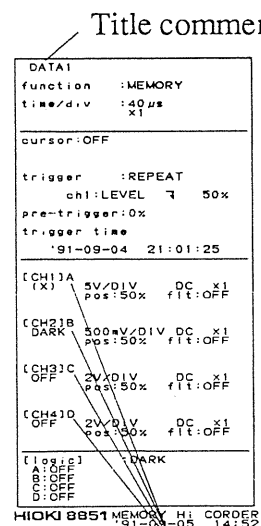 Title commen
DATA1
function :MEMORY
time/div :40µs
x1
cursor:OFF
trigger :REPEAT
ch1:LEVEL 50%
pre-trigger:0%
trigger time
'91-09-04 21:01:25
[CH1]A 5V/DIV DC x1
(X) pos:50% flt:OFF
[CH2]B 500mV/DIV DC x1
DARK pos:50% flt:OFF
[CH3]C 2V/DIV DC x1
OFF pos:50% flt:OFF
[CH4]D 2V/DIV DC x1
OFF pos:50% flt:OFF
[logic] :DARK
A:OFF
B:OFF
C:OFF
D:OFF
HIOKI 8851 MEMORY Hi CORDER
'91-09-05 14:52